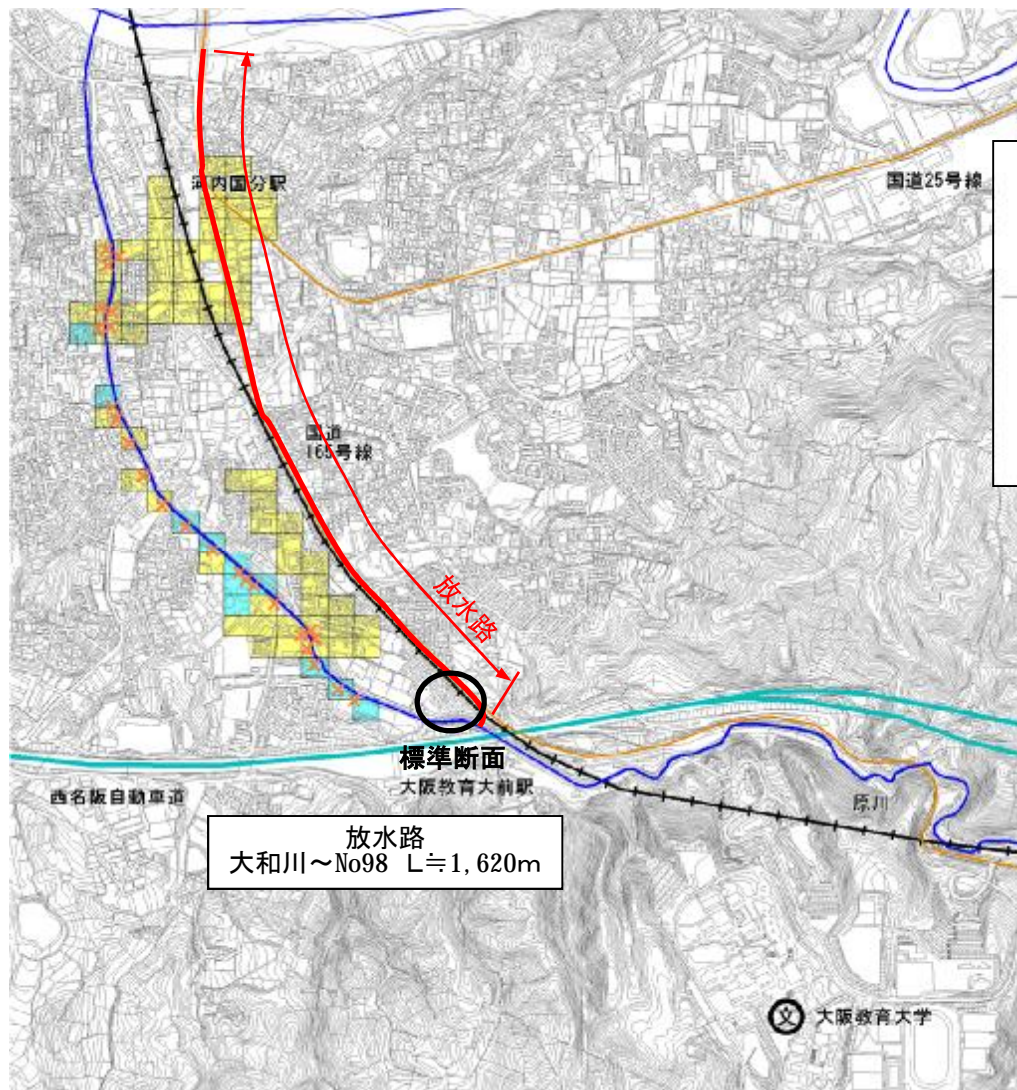 河内国分駅
国道25号線
国道
165号線
放水路
標準断面
大阪教育大前駅
西名阪自動車道
原川
放水路
大和川～No98 L≒1,620m
文
大阪教育大学